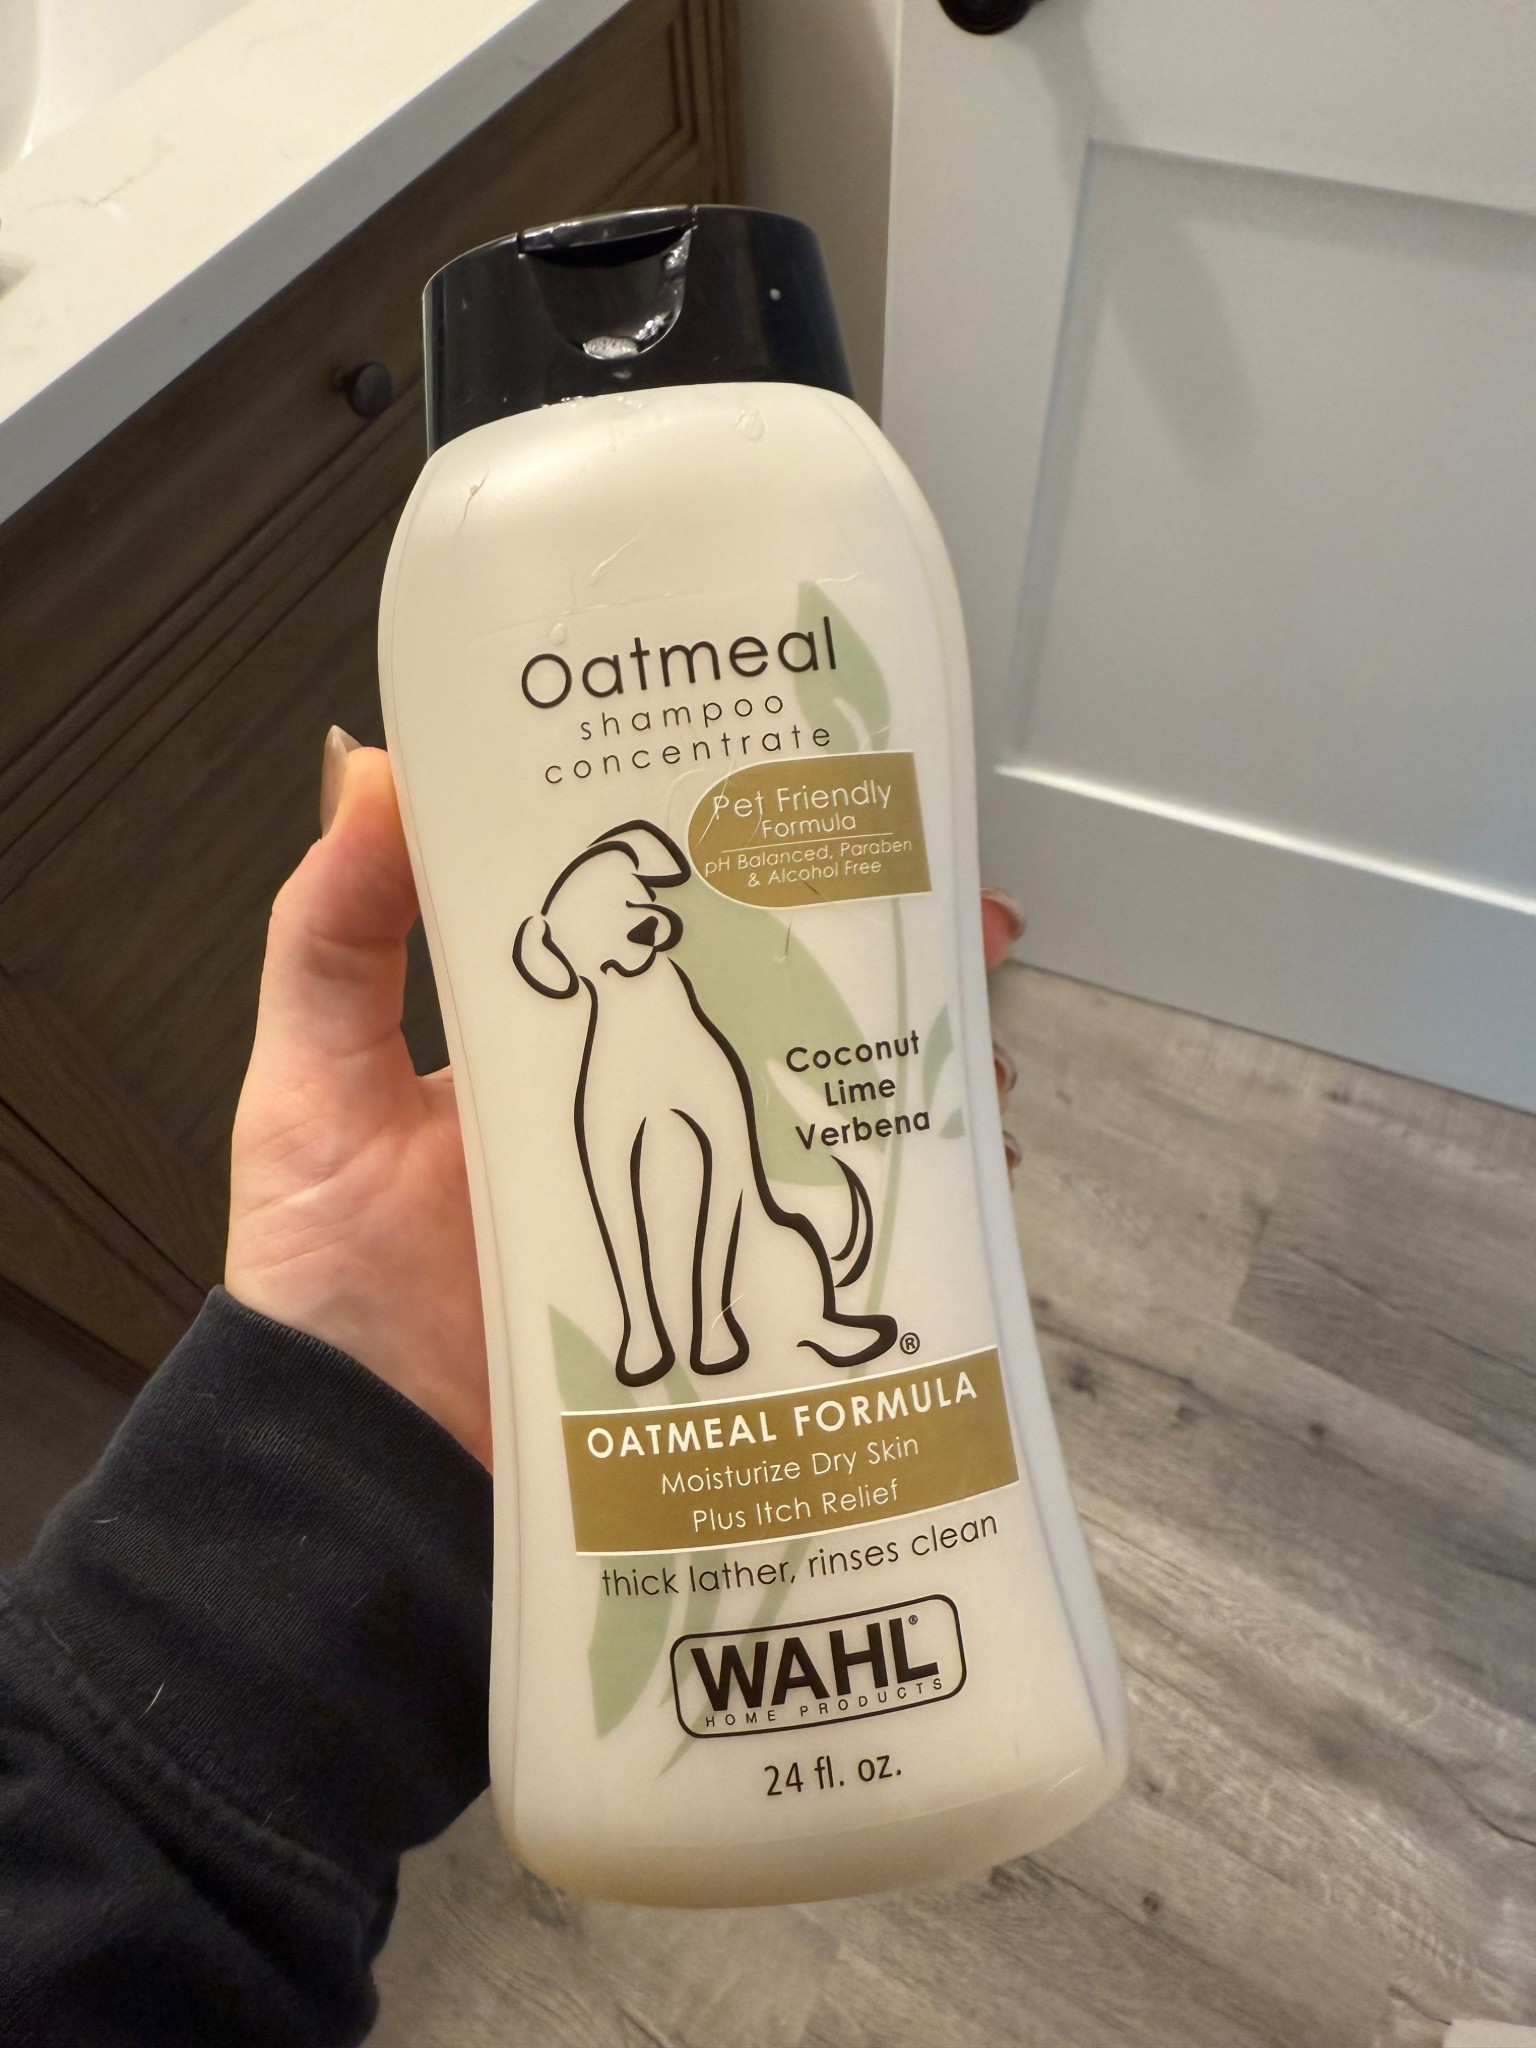 Oatmeal
shampoo
concentrate
Pet Friendly
Formula
pH Balanced, Paraben
& Alcohol Free
Coconut
Lime
Verbena
®
OATMEAL FORMULA
Moisturize Dry Skin
Plus Itch Relief
thick lather, rinses clean
WAHL®
HOME PRODUCTS
24 fl. oz.